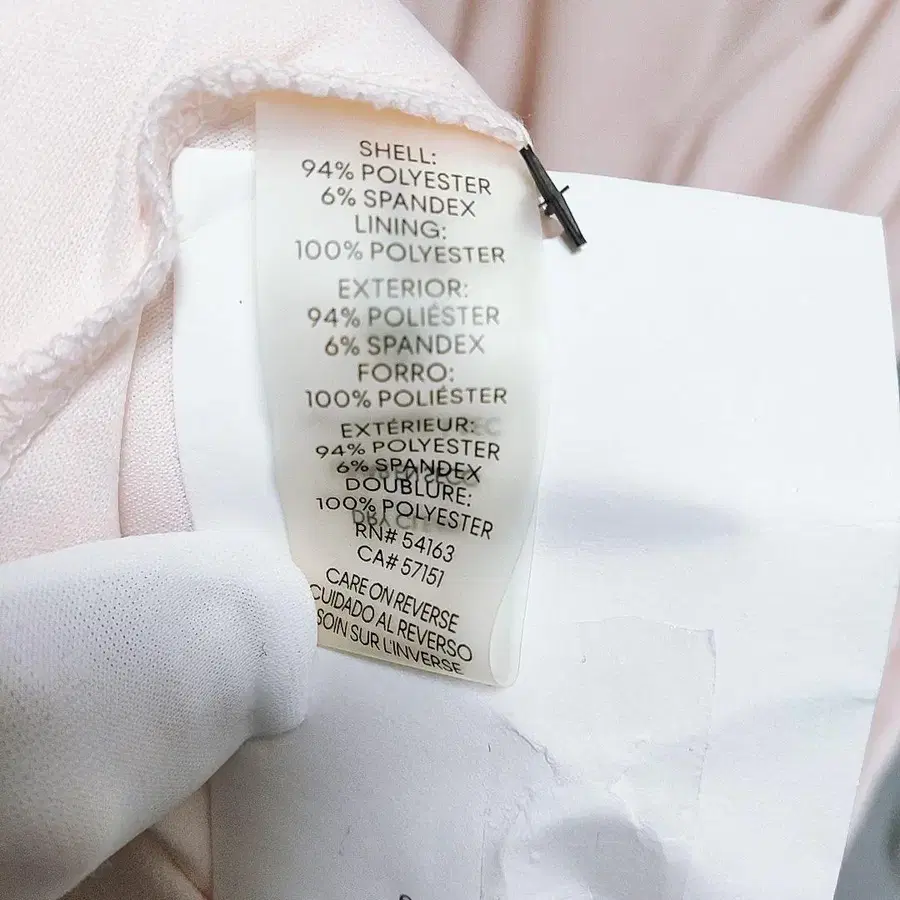 SHELL:
94% POLYESTER
6% SPANDEX
LINING:
100% POLYESTER
EXTERIOR:
94% POLIÉSTER
6% SPANDEX
FORRO:
100% POLIÉSTER
EXTÉRIEUR:
94% POLYESTER
6% SPANDEX
DOUBLURE:
100% POLYESTER
RN# 54163
CA# 57151
CARE ON REVERSE
CUIDADO AL REVERSO
SOIN SUR L'INVERSE